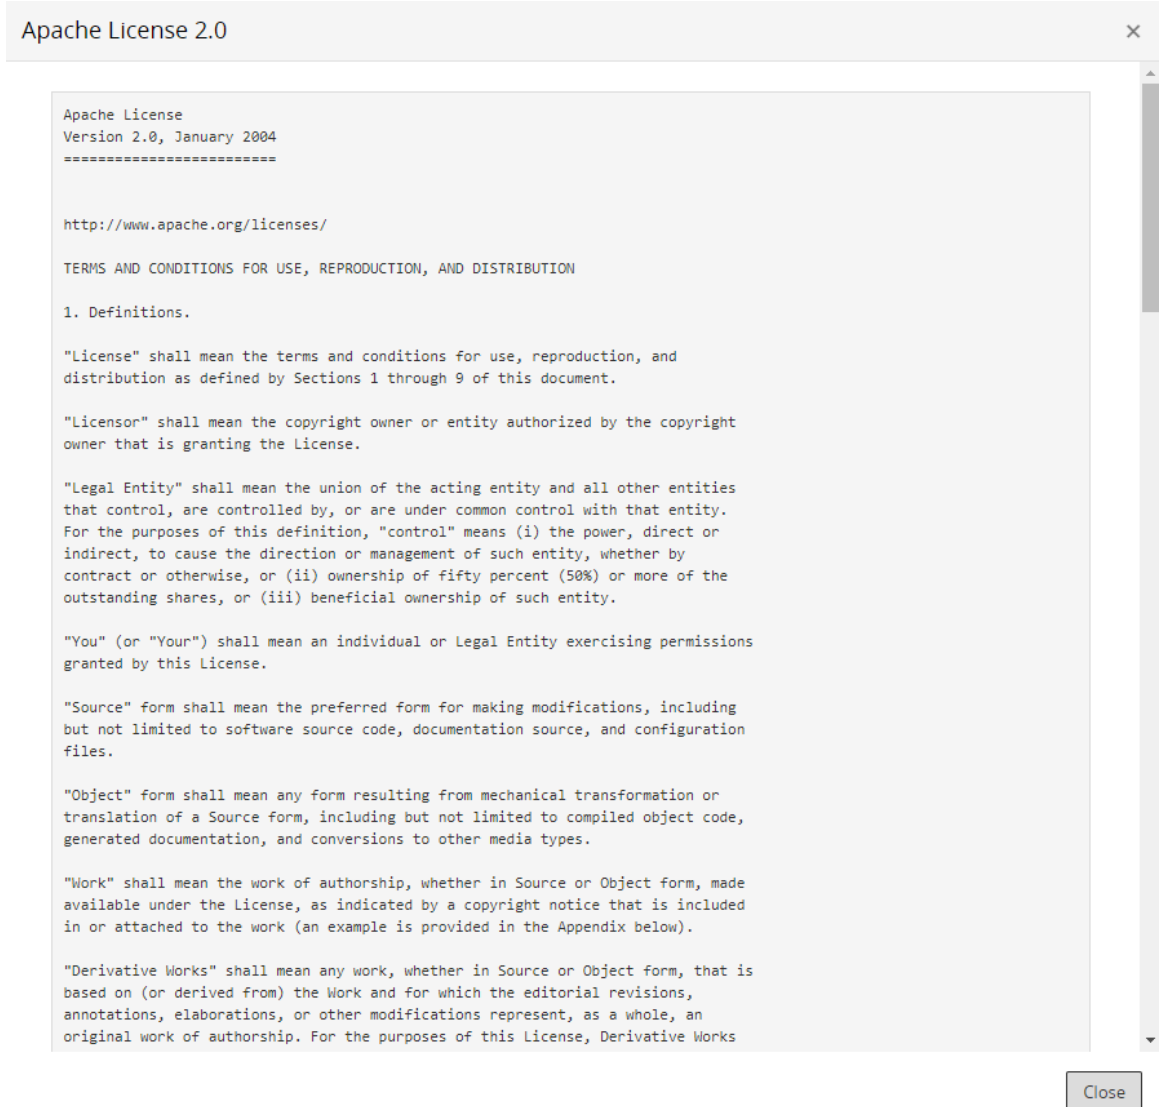 Apache License 2.0
×
Apache License
Version 2.0, January 2004
=========================
http://www.apache.org/licenses/
TERMS AND CONDITIONS FOR USE, REPRODUCTION, AND DISTRIBUTION
1. Definitions.
"License" shall mean the terms and conditions for use, reproduction, and
distribution as defined by Sections 1 through 9 of this document.
"Licensor" shall mean the copyright owner or entity authorized by the copyright
owner that is granting the License.
"Legal Entity" shall mean the union of the acting entity and all other entities
that control, are controlled by, or are under common control with that entity.
For the purposes of this definition, "control" means (i) the power, direct or
indirect, to cause the direction or management of such entity, whether by
contract or otherwise, or (ii) ownership of fifty percent (50%) or more of the
outstanding shares, or (iii) beneficial ownership of such entity.
"You" (or "Your") shall mean an individual or Legal Entity exercising permissions
granted by this License.
"Source" form shall mean the preferred form for making modifications, including
but not limited to software source code, documentation source, and configuration
files.
"Object" form shall mean any form resulting from mechanical transformation or
translation of a Source form, including but not limited to compiled object code,
generated documentation, and conversions to other media types.
"Work" shall mean the work of authorship, whether in Source or Object form, made
available under the License, as indicated by a copyright notice that is included
in or attached to the work (an example is provided in the Appendix below).
"Derivative Works" shall mean any work, whether in Source or Object form, that is
based on (or derived from) the Work and for which the editorial revisions,
annotations, elaborations, or other modifications represent, as a whole, an
original work of authorship. For the purposes of this License, Derivative Works
Close